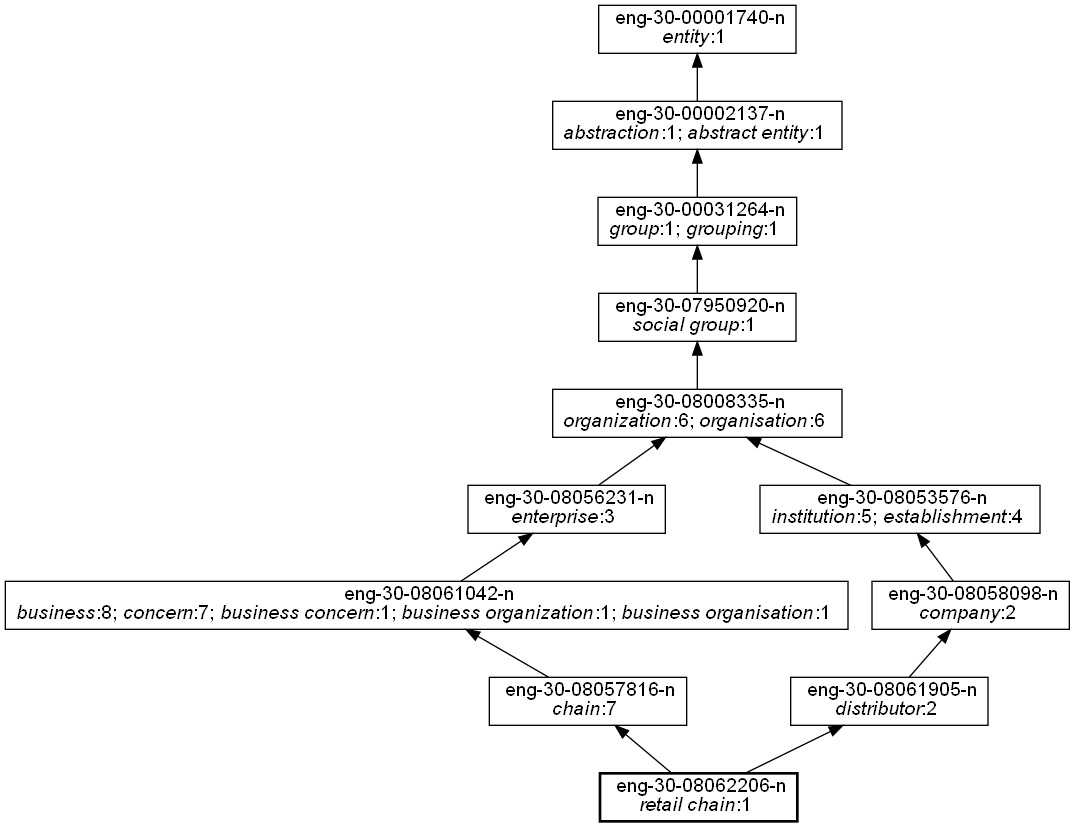 eng-30-00001740-n
entity:1
eng-30-00002137-n
abstraction:1; abstract entity:1
eng-30-00031264-n
group:1; grouping:1
eng-30-07950920-n
social group:1
eng-30-08008335-n
organization:6; organisation:6
eng-30-08056231-n
enterprise:3
eng-30-08053576-n
institution:5; establishment:4
eng-30-08061042-n
business:8; concern:7; business concern:1; business organization:1; business organisation:1
eng-30-08058098-n
company:2
eng-30-08057816-n
chain:7
eng-30-08061905-n
distributor:2
eng-30-08062206-n
retail chain:1